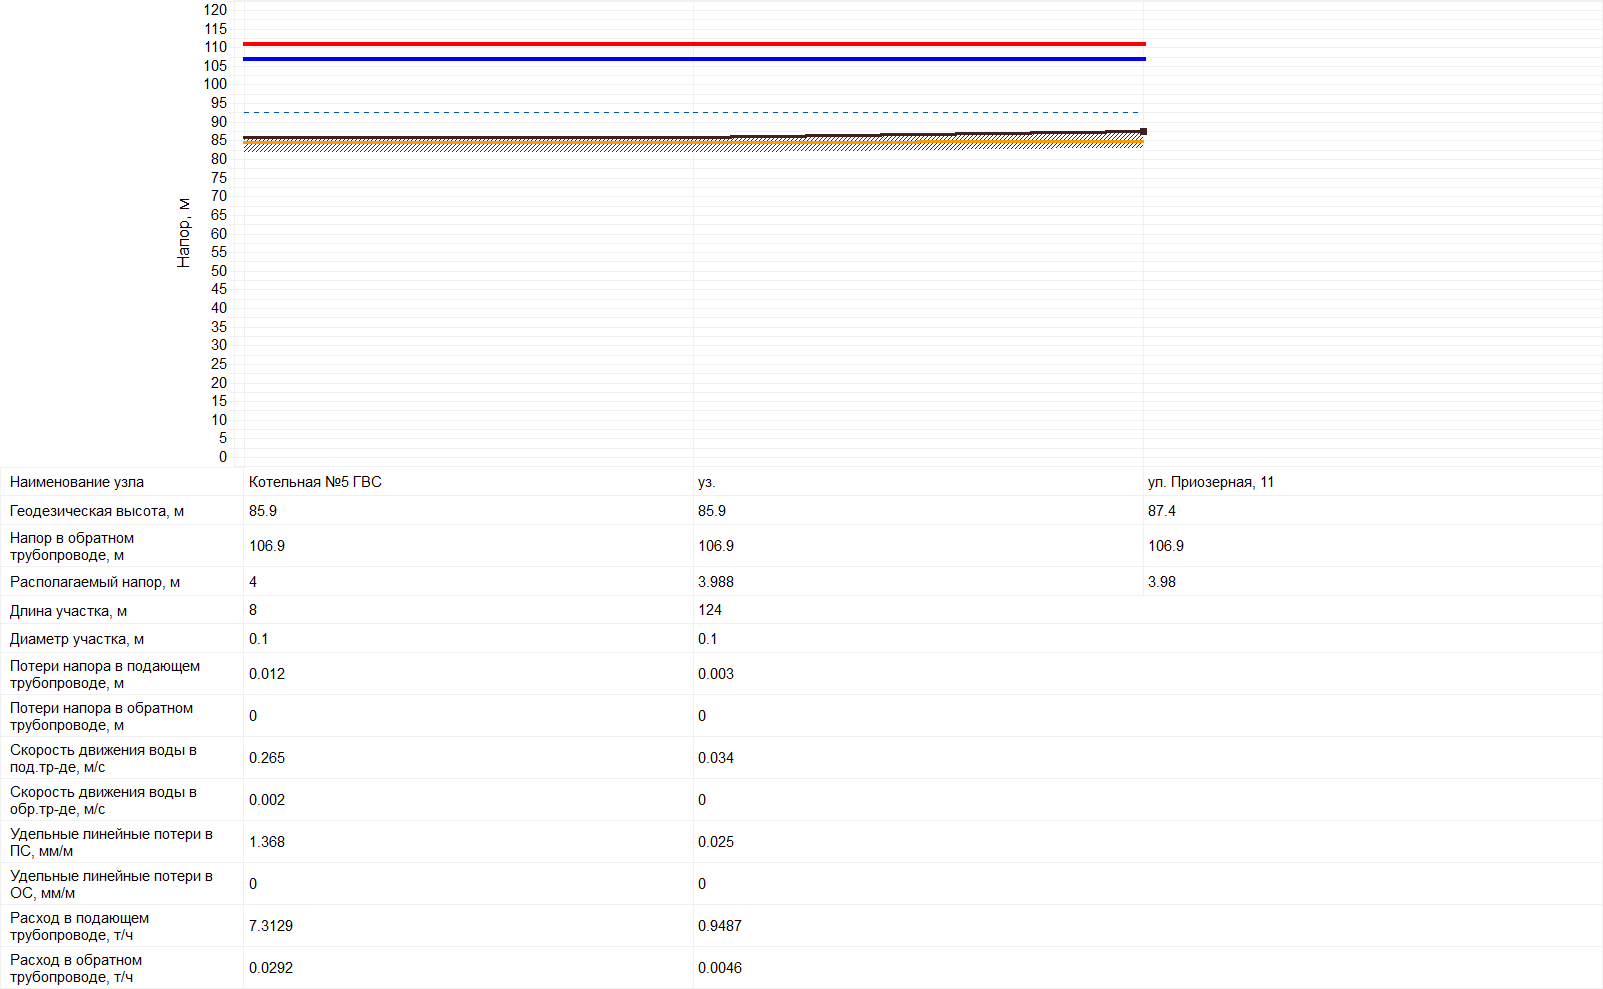 120
115
110
105
100
95
90
85
80
75
70
65
60
55
50
45
40
35
30
25
20
15
10
5
0
Напор, м
Наименование узла Котельная №5 ГВС уз. ул. Приозерная, 11
Геодезическая высота, м 85.9 85.9 87.4
Напор в обратном
трубопроводе, м 106.9 106.9 106.9
Располагаемый напор, м 4 3.988 3.98
Длина участка, м 8 124
Диаметр участка, м 0.1 0.1
Потери напора в подающем
трубопроводе, м 0.012 0.003
Потери напора в обратном
трубопроводе, м 0 0
Скорость движения воды в
под.тр-де, м/с 0.265 0.034
Скорость движения воды в
обр.тр-де, м/с 0.002 0
Удельные линейные потери в
ПС, мм/м 1.368 0.025
Удельные линейные потери в
ОС, мм/м 0 0
Расход в подающем
трубопроводе, т/ч 7.3129 0.9487
Расход в обратном
трубопроводе, т/ч 0.0292 0.0046